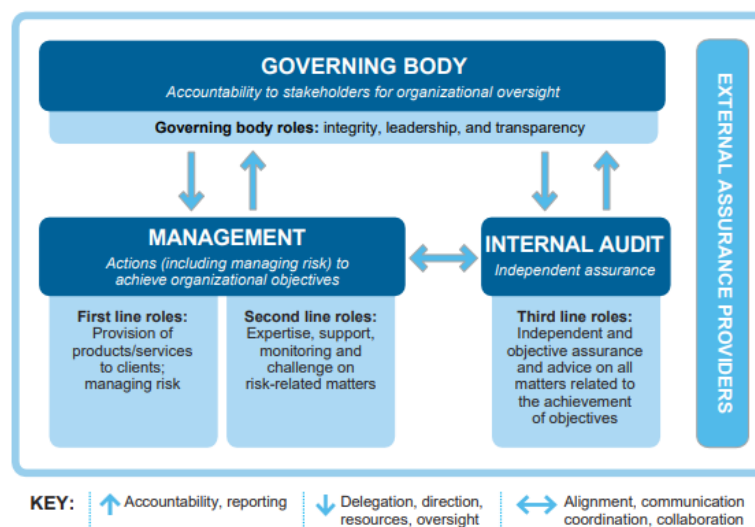 GOVERNING BODY
Accountability to stakeholders for organizational oversight
Governing body roles: integrity, leadership, and transparency
MANAGEMENT
Actions (including managing risk) to
achieve organizational objectives
First line roles:
Provision of
products/services
to clients;
managing risk
Second line roles:
Expertise, support,
monitoring and
challenge on
risk-related matters
INTERNAL AUDIT
Independent assurance
Third line roles:
Independent and
objective assurance
and advice on all
matters related to
the achievement
of objectives
EXTERNAL ASSURANCE PROVIDERS
KEY:
Accountability, reporting
Delegation, direction,
resources, oversight
Alignment, communication
coordination, collaboration